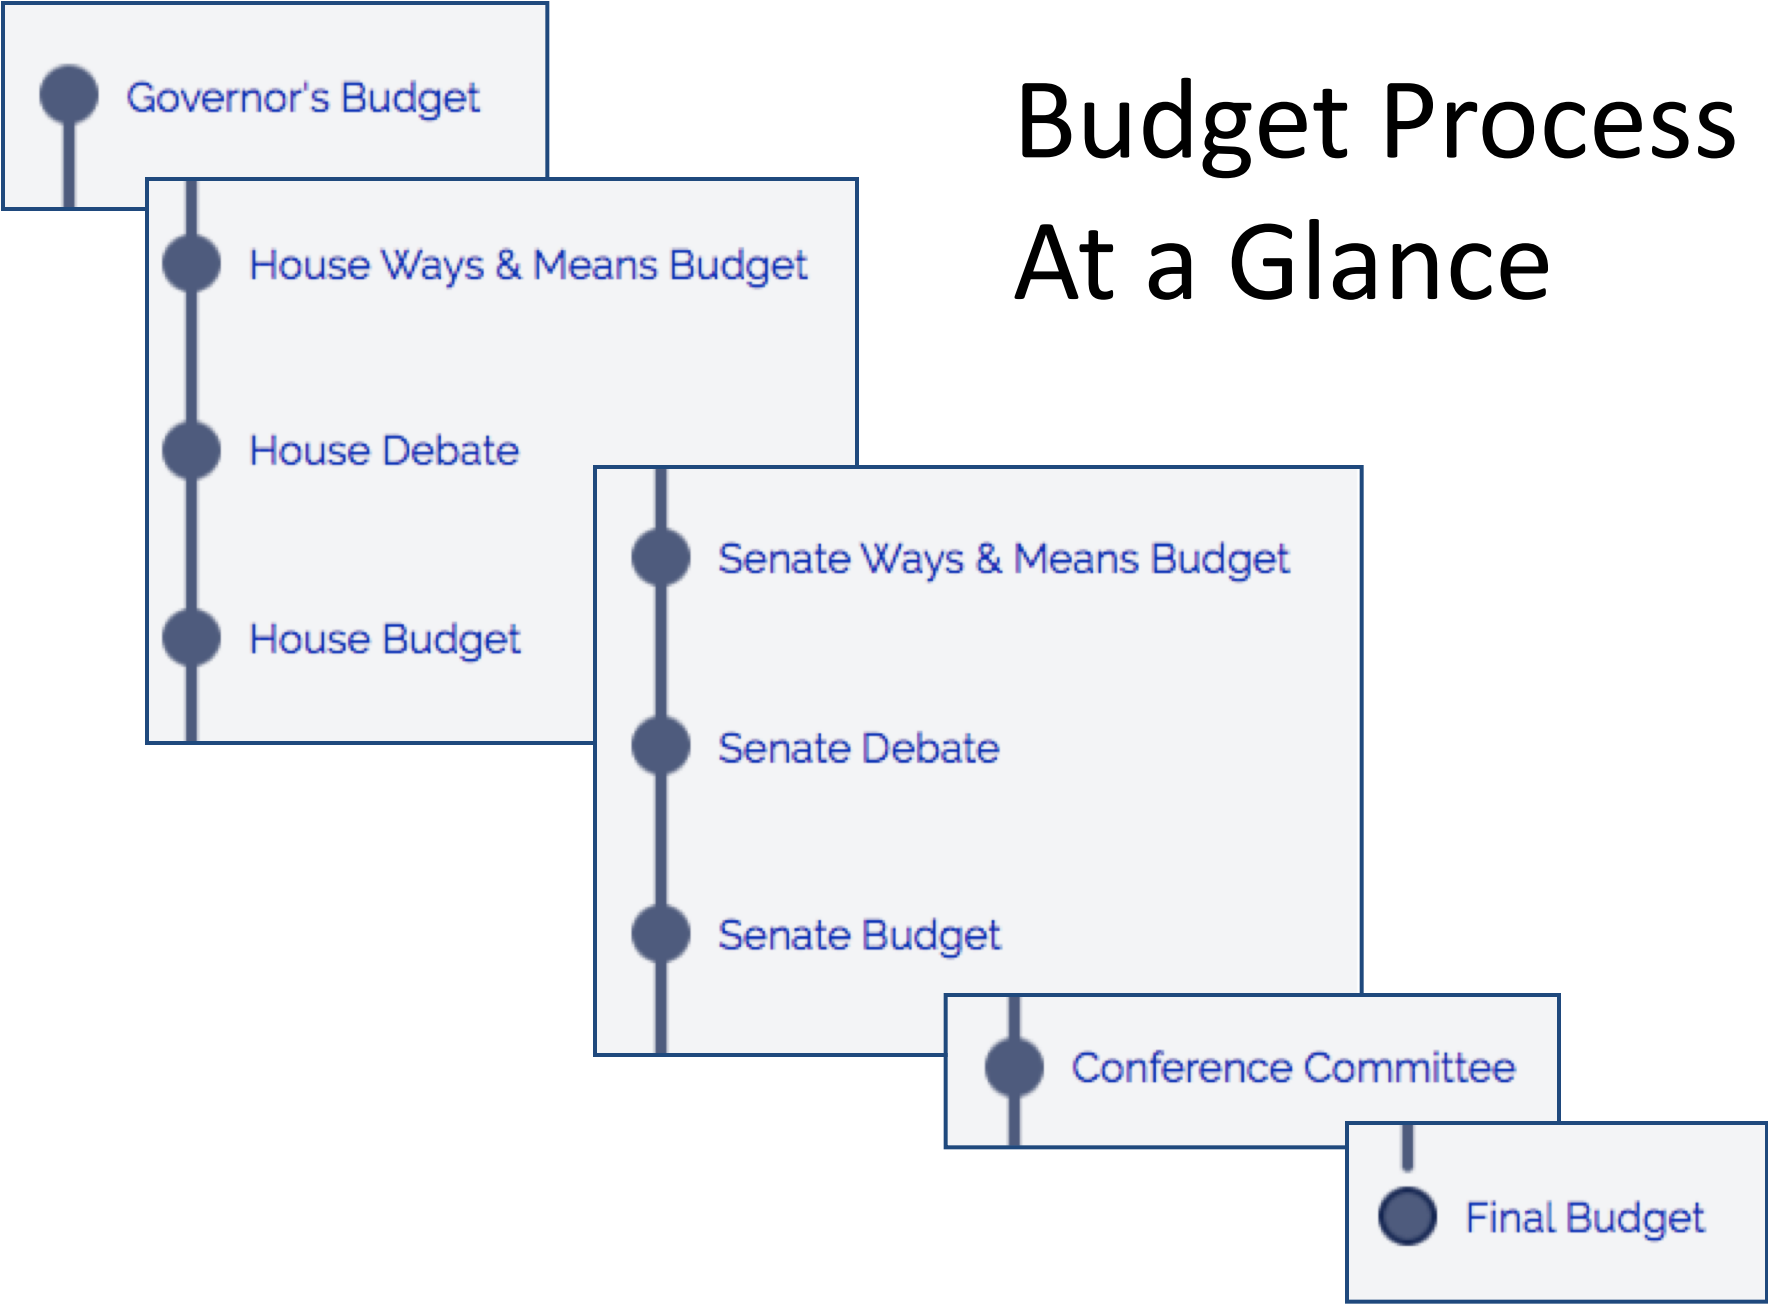 Budget Process
At a Glance
Governor's Budget
House Ways & Means Budget
House Debate
House Budget
Senate Ways & Means Budget
Senate Debate
Senate Budget
Conference Committee
Final Budget